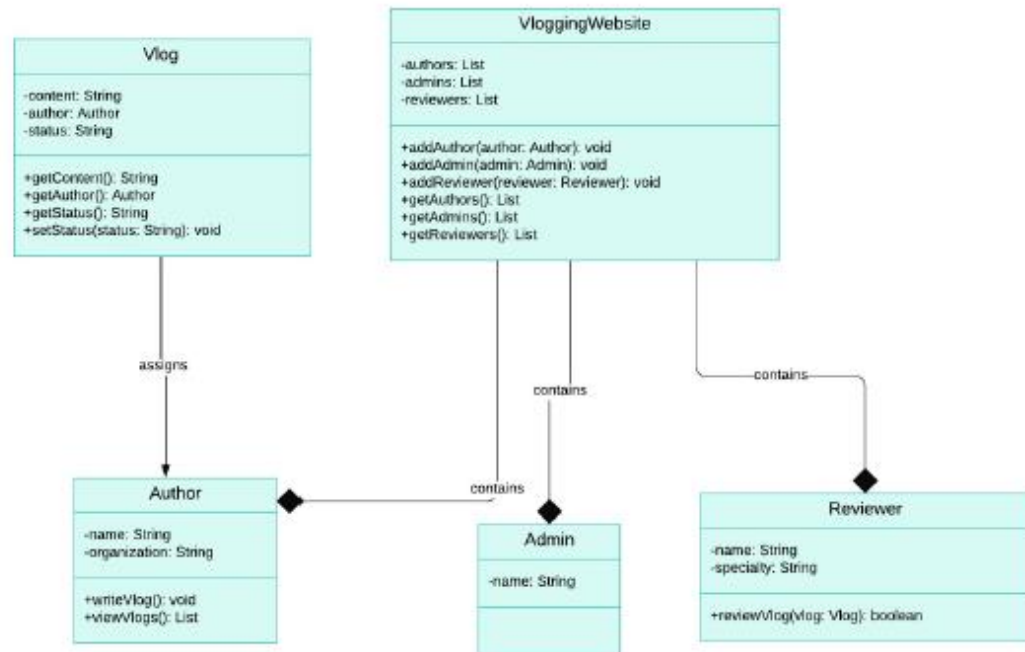 Vlog
-content: String
-author: Author
-status: String
+getContent(): String
+getAuthor(): Author
+getStatus(): String
+setStatus(status: String): void
VloggingWebsite
-authors: List
-admins: List
-reviewers: List
+addAuthor(author: Author): void
+addAdmin(admin: Admin): void
+addReviewer(reviewer: Reviewer): void
+getAuthors(): List
+getAdmins(): List
+getReviewers(): List
assigns
contains
contains
contains
Author
-name: String
-organization: String
+writeVlog(): void
+viewVlogs(): List
Admin
-name: String
Reviewer
-name: String
-specialty: String
+reviewVlog(vlog: Vlog): boolean